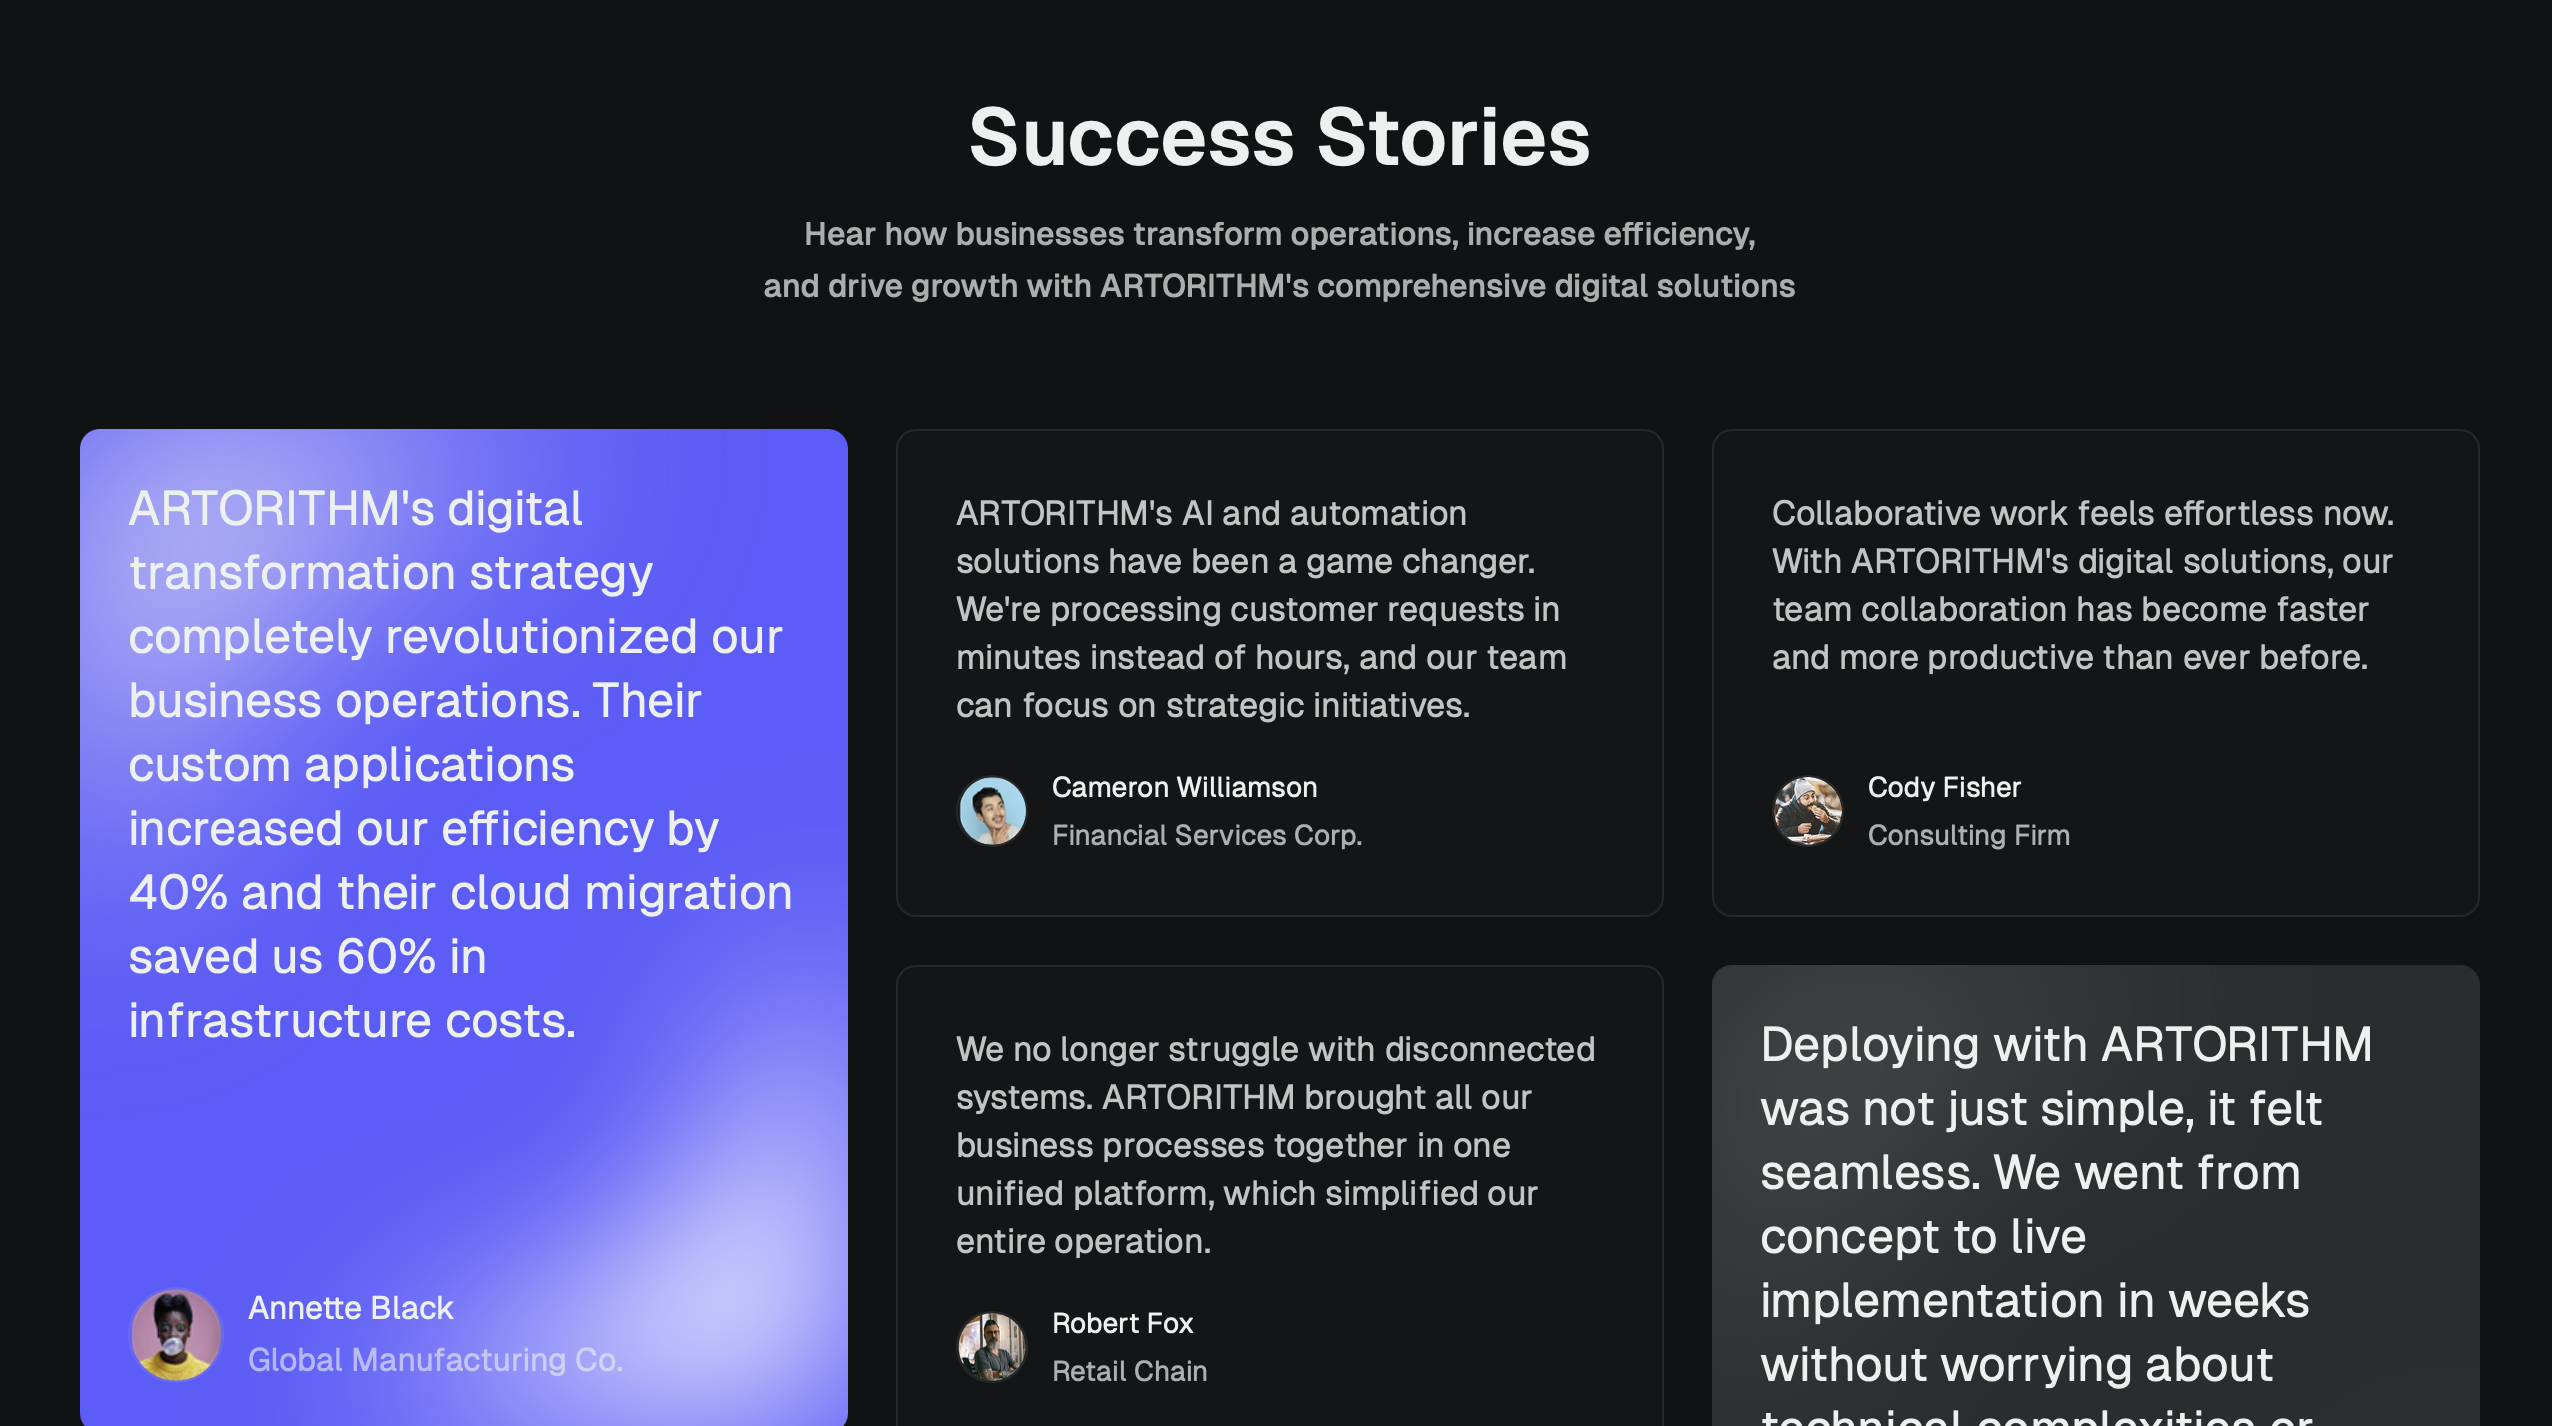 Success Stories
Hear how businesses transform operations, increase efficiency,
and drive growth with ARTORITHM's comprehensive digital solutions
ARTORITHM's digital
transformation strategy
completely revolutionized our
business operations. Their
custom applications
increased our efficiency by
40% and their cloud migration
saved us 60% in
infrastructure costs.
Annette Black
Global Manufacturing Co.
ARTORITHM's AI and automation
solutions have been a game changer.
We're processing customer requests in
minutes instead of hours, and our team
can focus on strategic initiatives.
Cameron Williamson
Financial Services Corp.
Collaborative work feels effortless now.
With ARTORITHM's digital solutions, our
team collaboration has become faster
and more productive than ever before.
Cody Fisher
Consulting Firm
We no longer struggle with disconnected
systems. ARTORITHM brought all our
business processes together in one
unified platform, which simplified our
entire operation.
Robert Fox
Retail Chain
Deploying with ARTORITHM
was not just simple, it felt
seamless. We went from
concept to live
implementation in weeks
without worrying about
technical complexities or